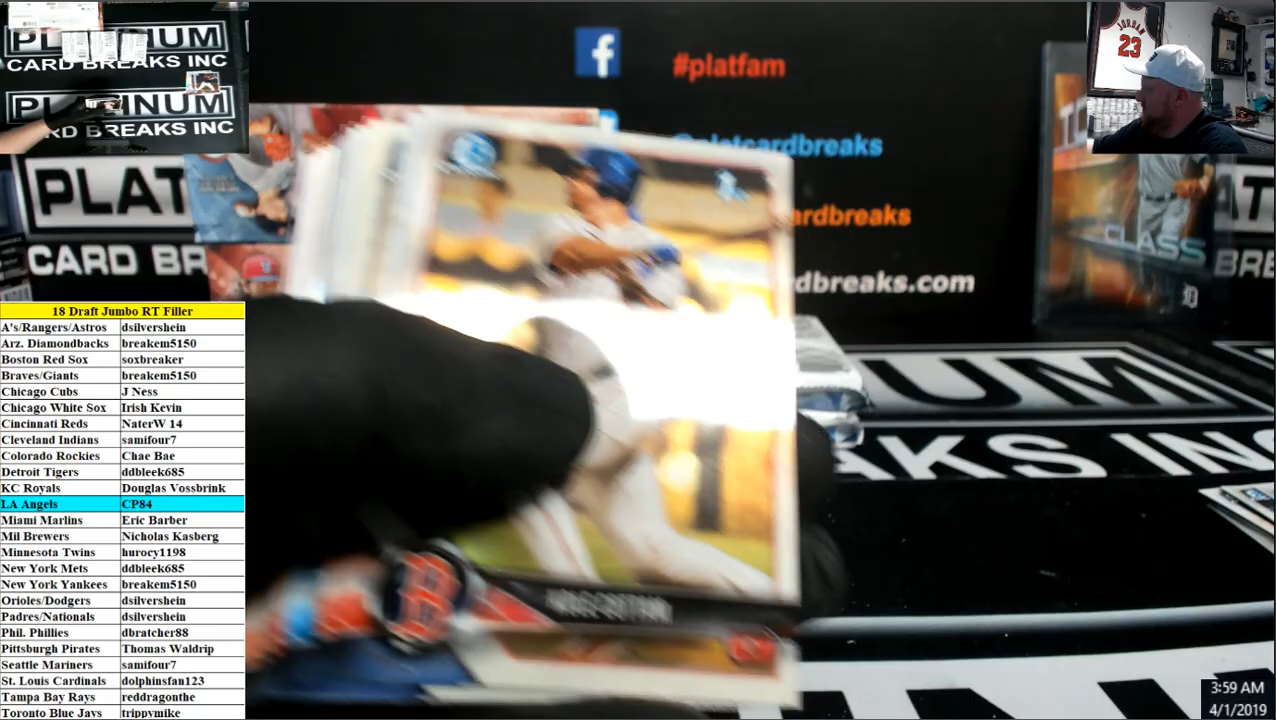 PLATINUM
CARD BREAKS INC
PLATINUM
RD BREAKS INC
#platfam
@platcardbreaks
ardbreaks
rdbreaks.com
JORDAN
23
PLAT
CARD BR
CLASS
AT
BRE
UM
AKS INC
18 Draft Jumbo RT Filler
A's/Rangers/Astros dsilvershein
Arz. Diamondbacks breakem5150
Boston Red Sox soxbreaker
Braves/Giants breakem5150
Chicago Cubs J Ness
Chicago White Sox Irish Kevin
Cincinnati Reds NaterW 14
Cleveland Indians samifour7
Colorado Rockies Chae Bae
Detroit Tigers ddbleek685
KC Royals Douglas Vossbrink
LA Angels CP84
Miami Marlins Eric Barber
Mil Brewers Nicholas Kasberg
Minnesota Twins hurocy1198
New York Mets ddbleek685
New York Yankees breakem5150
Orioles/Dodgers dsilvershein
Padres/Nationals dsilvershein
Phil. Phillies dbratcher88
Pittsburgh Pirates Thomas Waldrip
Seattle Mariners samifour7
St. Louis Cardinals dolphinsfan123
Tampa Bay Rays reddragonthe
Toronto Blue Jays trippymike
3:59 AM
4/1/2019